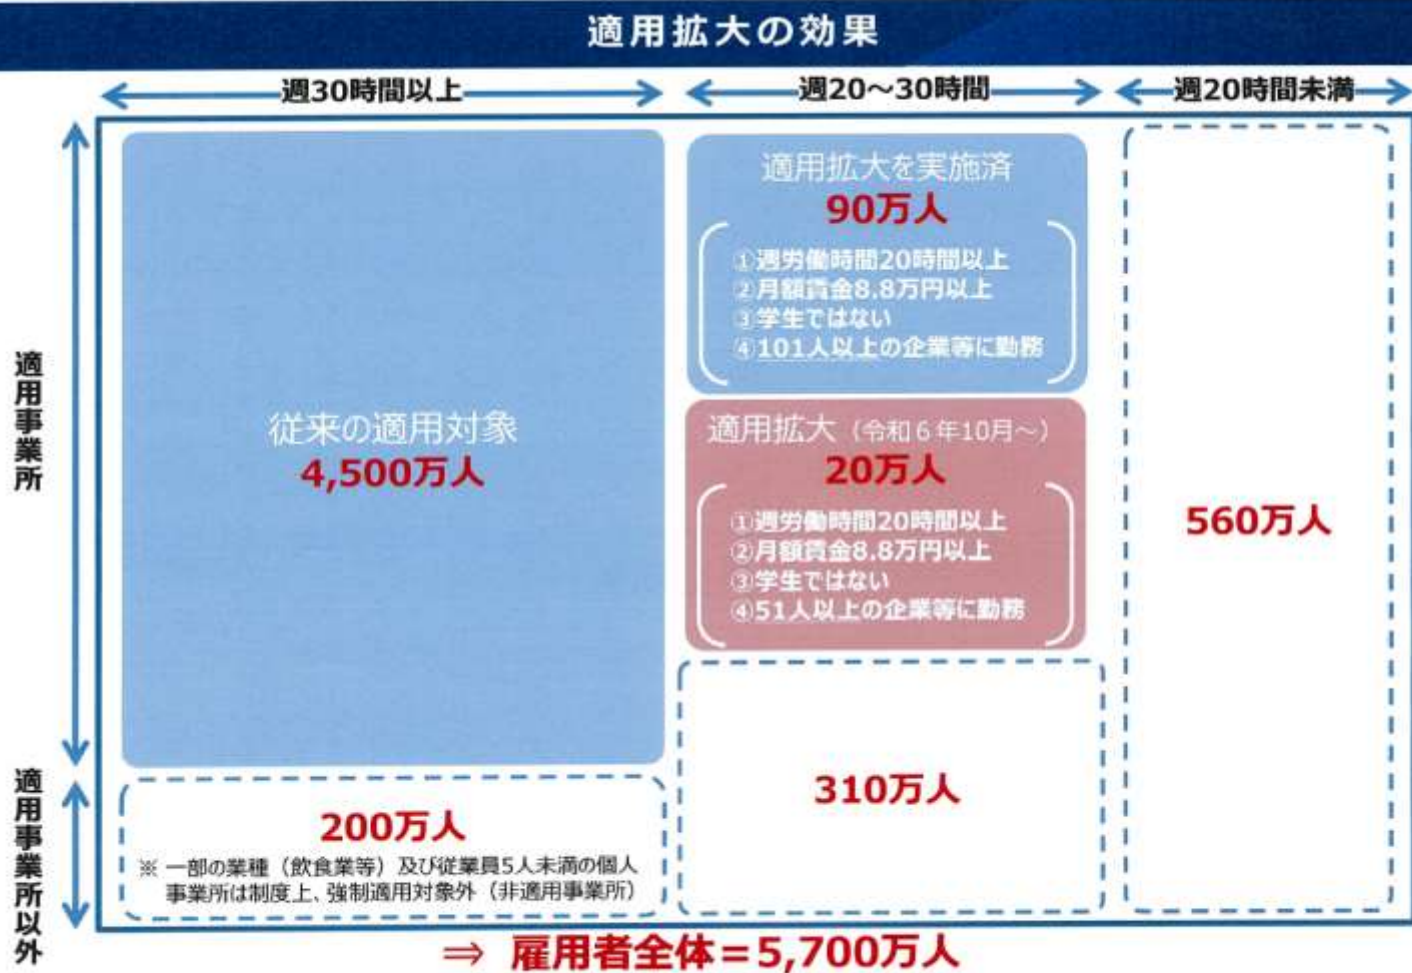 適用拡大の効果
週30時間以上
週20〜30時間
週20時間未満
適用事業所
従来の適用対象
4,500万人
適用拡大を実施済
90万人
①週労働時間20時間以上
②月額賃金8.8万円以上
③学生ではない
④101人以上の企業等に勤務
適用拡大（令和6年10月〜）
20万人
①週労働時間20時間以上
②月額賃金8.8万円以上
③学生ではない
④51人以上の企業等に勤務
560万人
310万人
適用事業所以外
200万人
※ 一部の業種（飲食業等）及び従業員5人未満の個人
事業所は制度上、強制適用対象外（非適用事業所）
⇒ 雇用者全体＝5,700万人